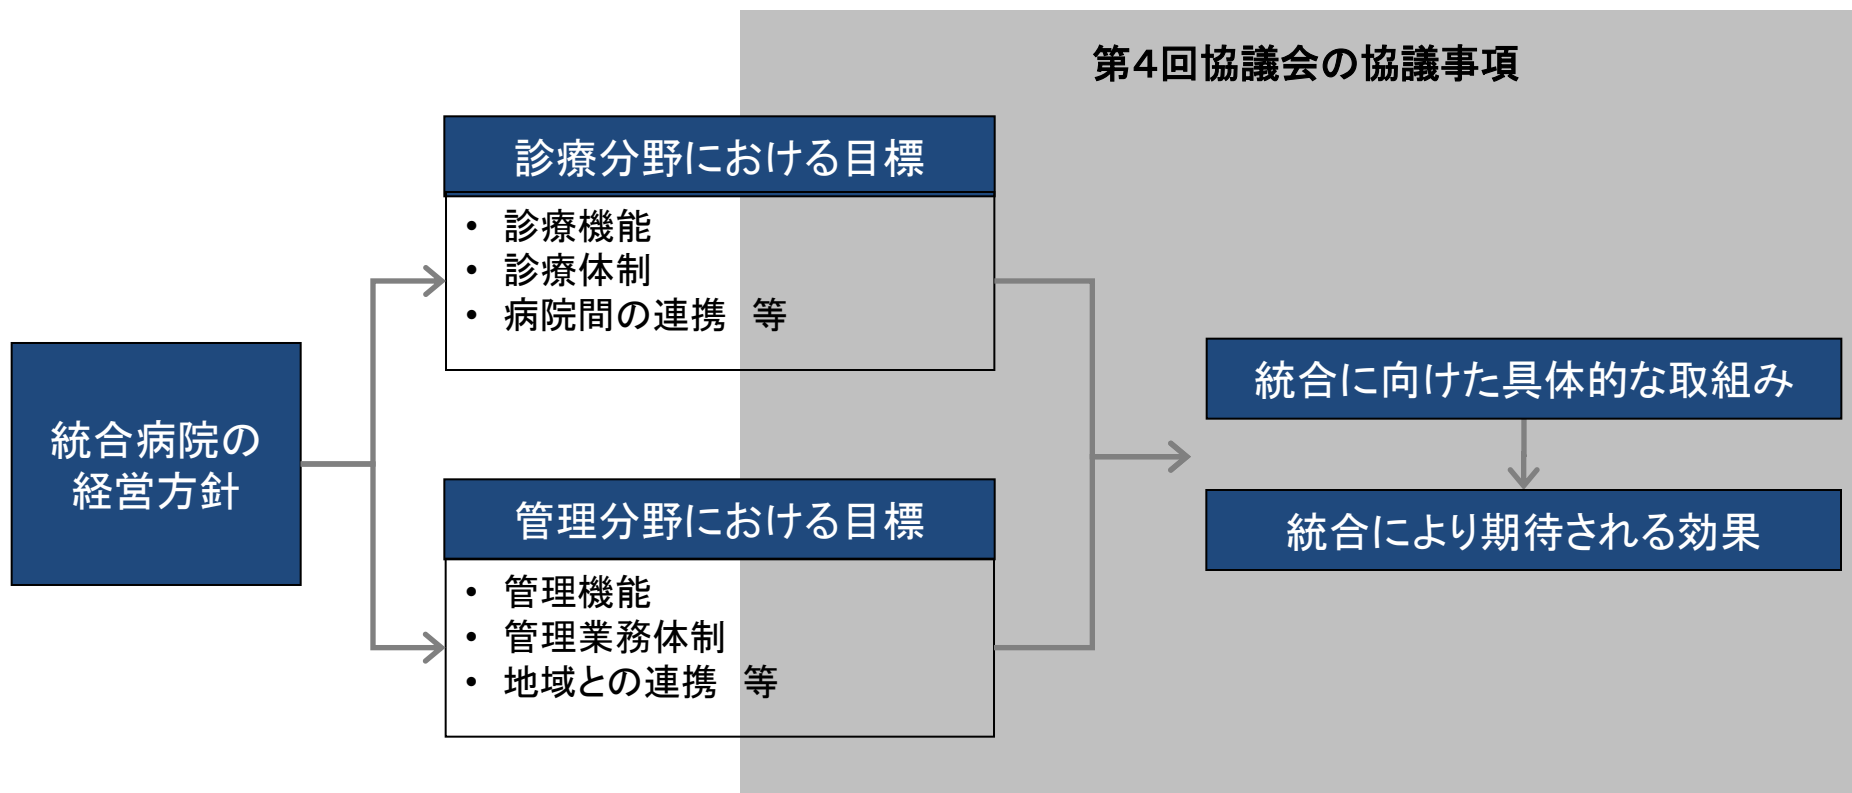 第4回協議会の協議事項
診療分野における目標
• 診療機能
• 診療体制
• 病院間の連携　等
統合病院の
経営方針
管理分野における目標
• 管理機能
• 管理業務体制
• 地域との連携　等
統合に向けた具体的な取組み
統合により期待される効果